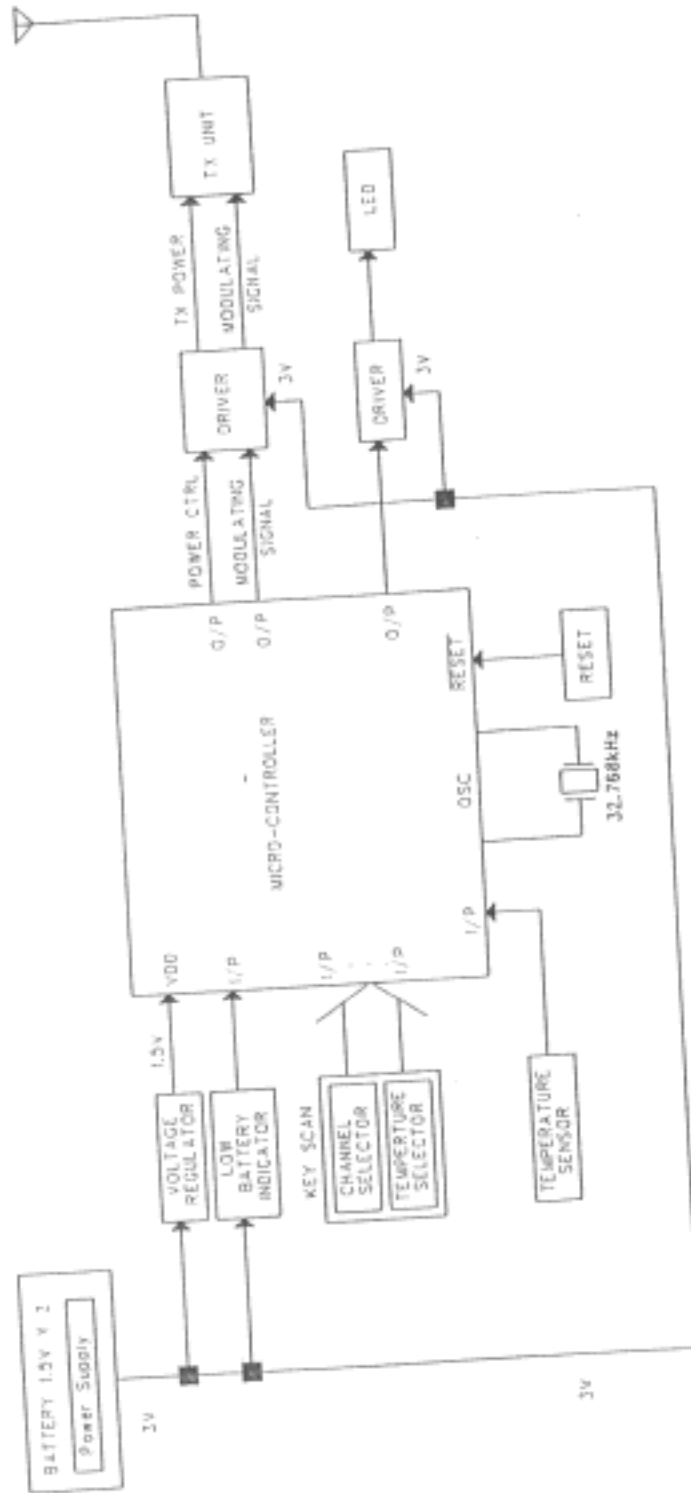 BATTERY 1.5V X 2
Power Supply
3V
VOLTAGE
REGULATOR
1.5V
VDD
LOW
BATTERY
INDICATOR
I/P
KEY SCAN
CHANNEL
SELECTOR
TEMPERTURE
SELECTOR
I/P
I/P
TEMPERATURE
SENSOR
I/P
3V
MICRO-CONTROLLER
OSC
32.768kHz
RESET
RESET
O/P
O/P
O/P
POWER CTRL
MODULATING
SIGNAL
DRIVER
3V
TX POWER
MODULATING
SIGNAL
TX UNIT
DRIVER
3V
LED